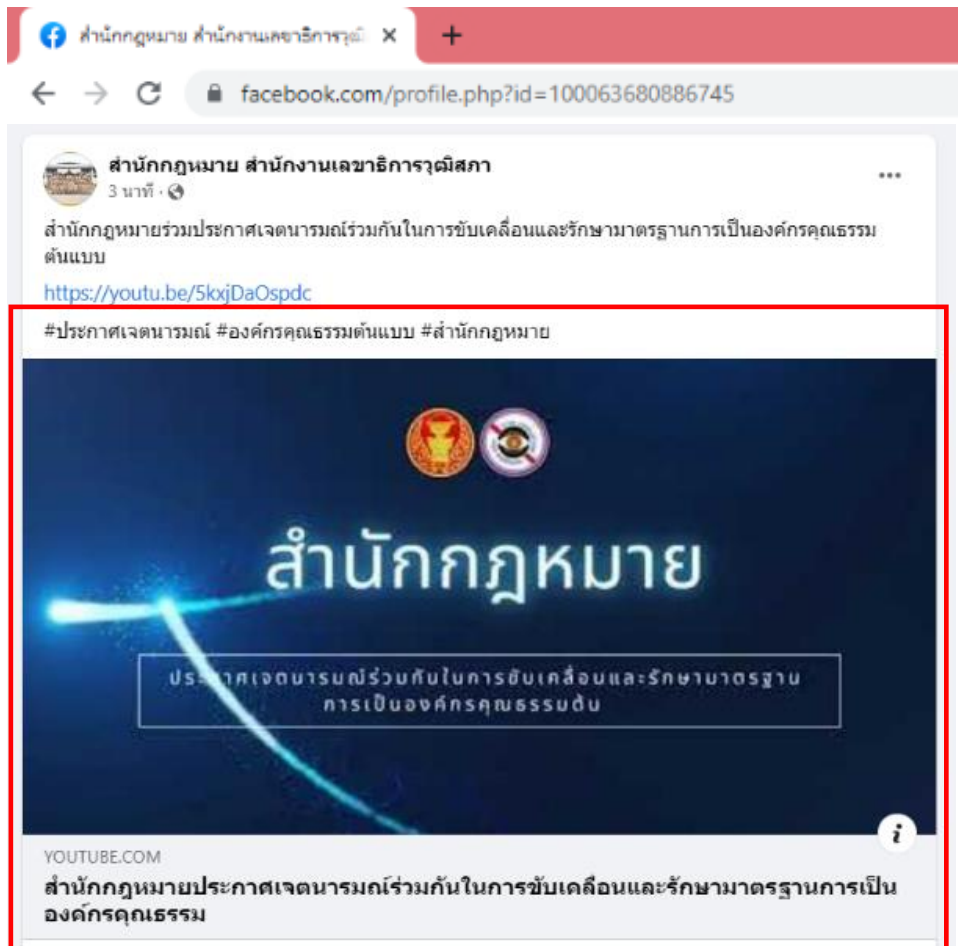 สำนักกฎหมาย สำนักงานเลขาธิการวุฒิ
facebook.com/profile.php?id=100063680886745
สำนักกฎหมาย สำนักงานเลขาธิการวุฒิสภา
3 นาที ·
สำนักกฎหมายร่วมประกาศเจตนารมณ์ร่วมกันในการขับเคลื่อนและรักษามาตรฐานการเป็นองค์กรคุณธรรม
ต้นแบบ
https://youtu.be/5kxjDaOspdc
#ประกาศเจตนารมณ์ #องค์กรคุณธรรมต้นแบบ #สำนักกฎหมาย
สำนักกฎหมาย
ประกาศเจตนารมณ์ร่วมกันในการขับเคลื่อนและรักษามาตรฐาน
การเป็นองค์กรคุณธรรมต้น
YOUTUBE.COM
สำนักกฎหมายประกาศเจตนารมณ์ร่วมกันในการขับเคลื่อนและรักษามาตรฐานการเป็น
องค์กรคุณธรรม